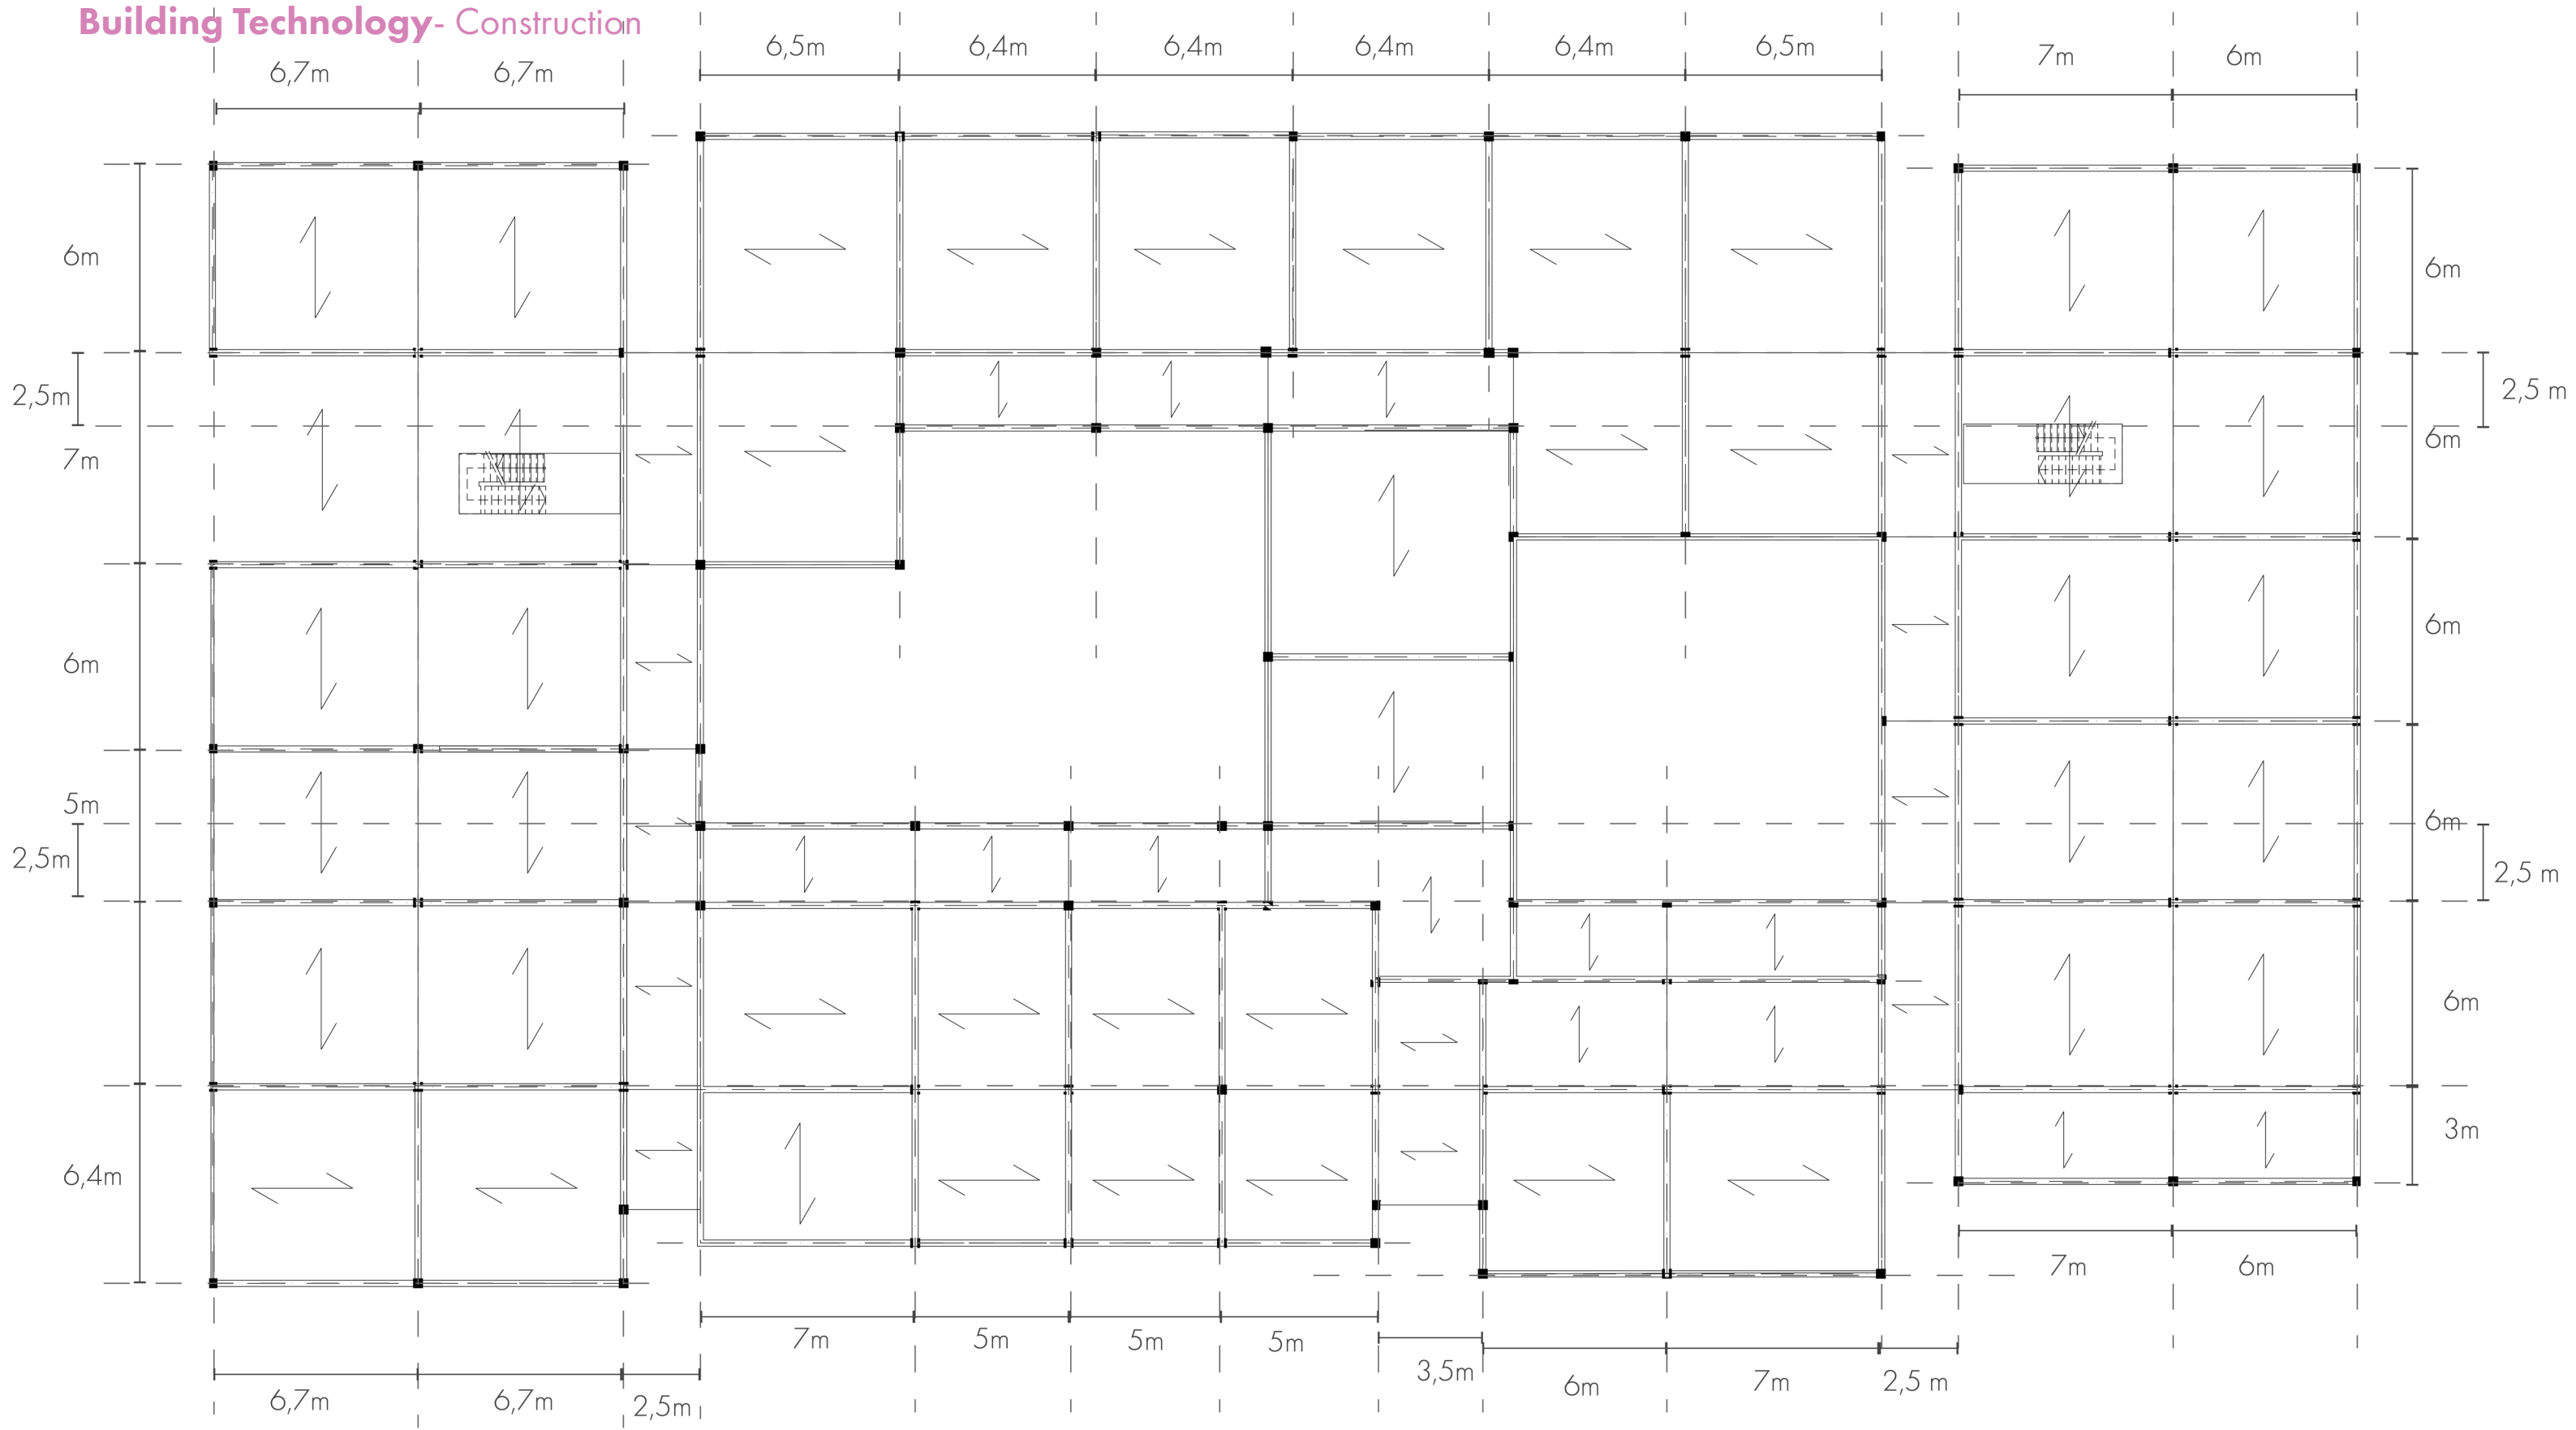 Building Technology- Construction
6,7m 6,7m
6,5m 6,4m 6,4m 6,4m 6,4m 6,5m
7m 6m
6m
2,5m
7m
6m
5m
2,5m
6,4m
6m
2,5 m
6m
6m
6m
2,5 m
6m
3m
7m 6m
7m 5m 5m 5m
3,5m
6m 7m 2,5 m
6,7m 6,7m 2,5m